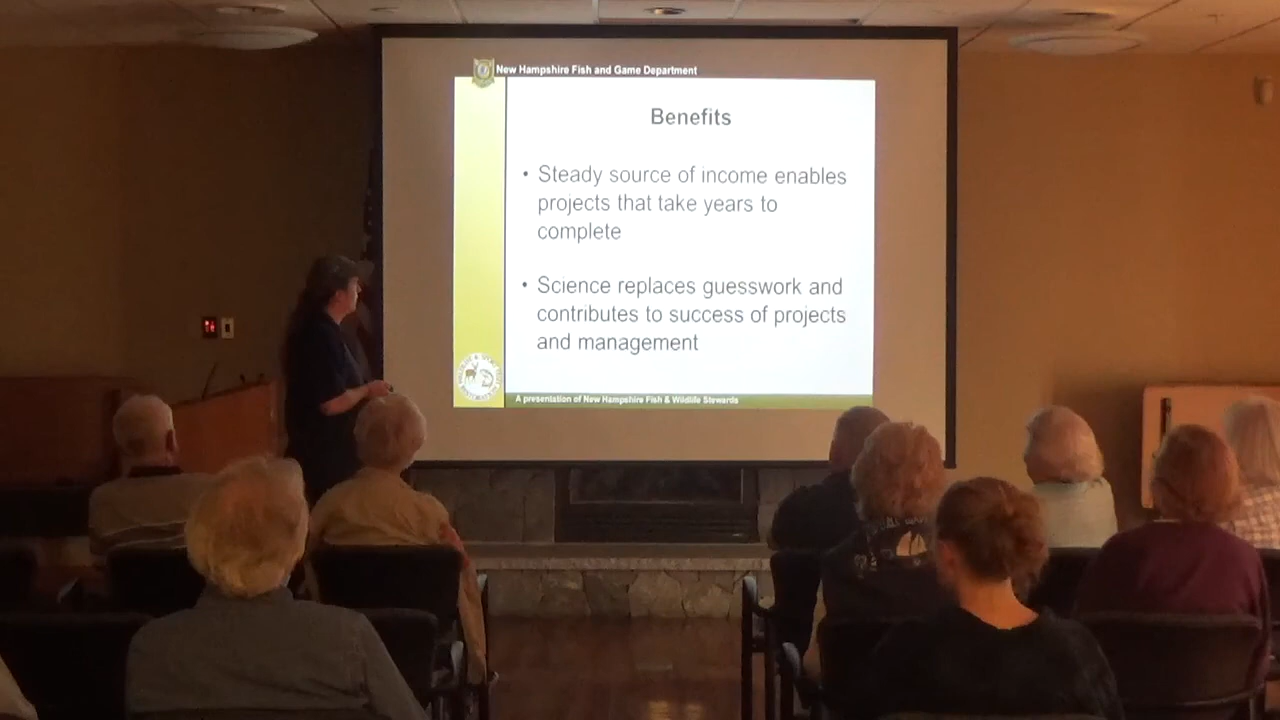 New Hampshire Fish and Game Department
Benefits
• Steady source of income enables
projects that take years to
complete
• Science replaces guesswork and
contributes to success of projects
and management
A presentation of New Hampshire Fish & Wildlife Stewards